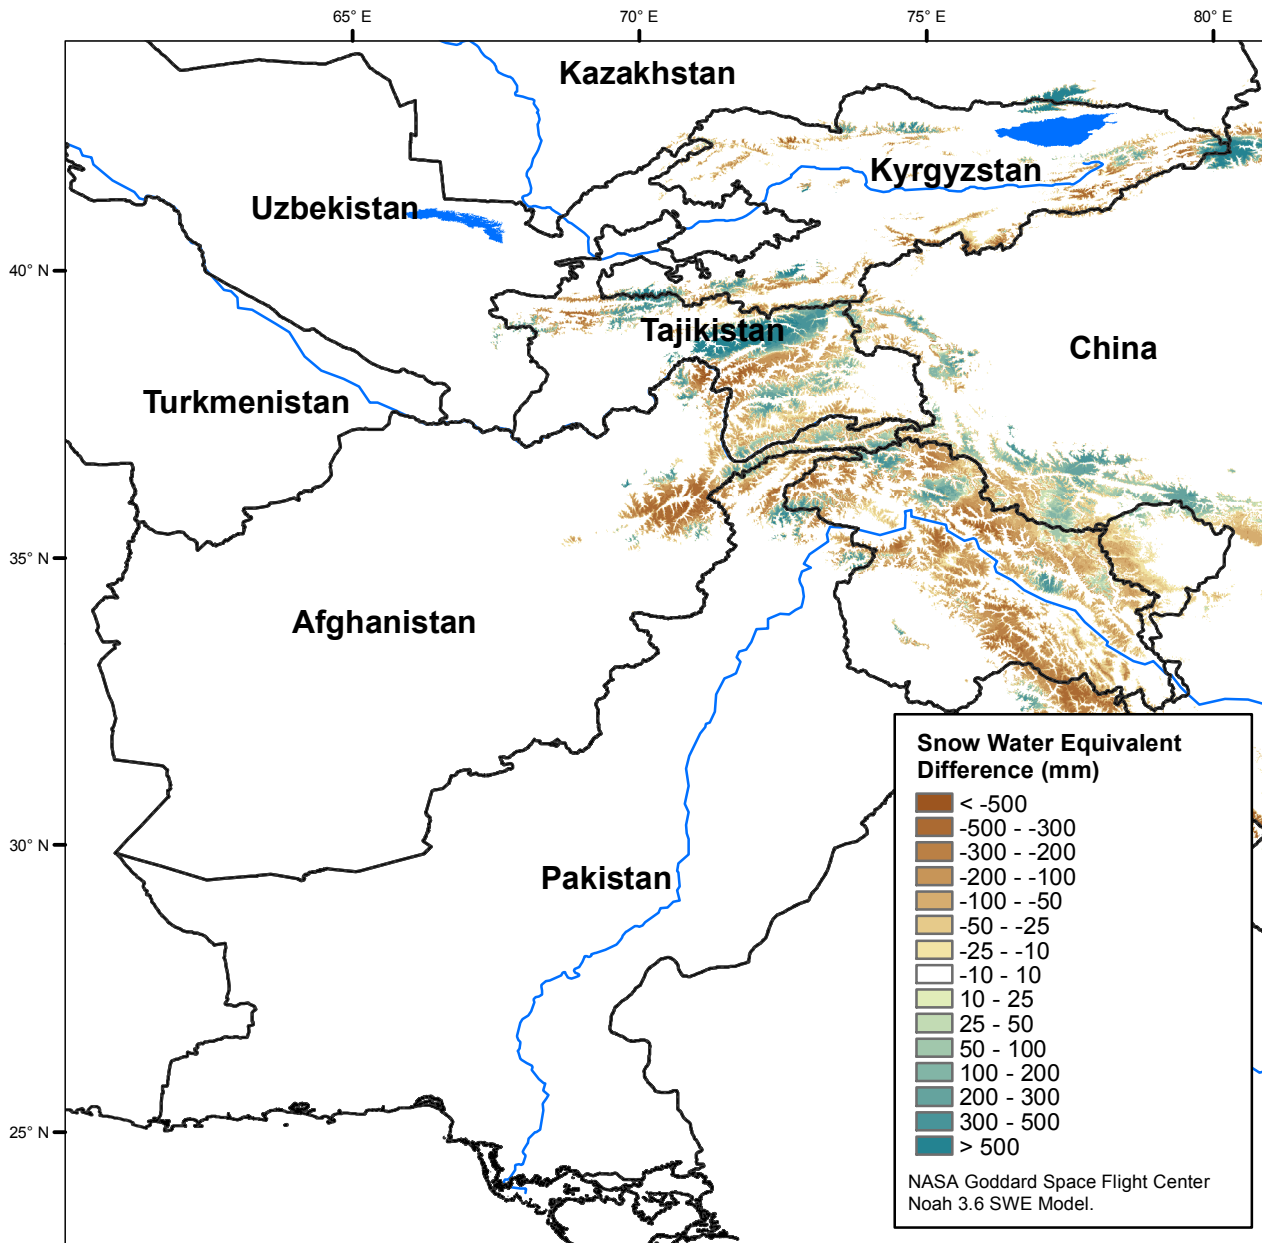 65° E
70° E
75° E
80° E
Kazakhstan
Kyrgyzstan
Uzbekistan
40° N
Tajikistan
China
Turkmenistan
35° N
Afghanistan
30° N
Pakistan
25° N
Snow Water Equivalent
Difference (mm)
< -500
-500 - -300
-300 - -200
-200 - -100
-100 - -50
-50 - -25
-25 - -10
-10 - 10
10 - 25
25 - 50
50 - 100
100 - 200
200 - 300
300 - 500
> 500
NASA Goddard Space Flight Center
Noah 3.6 SWE Model.